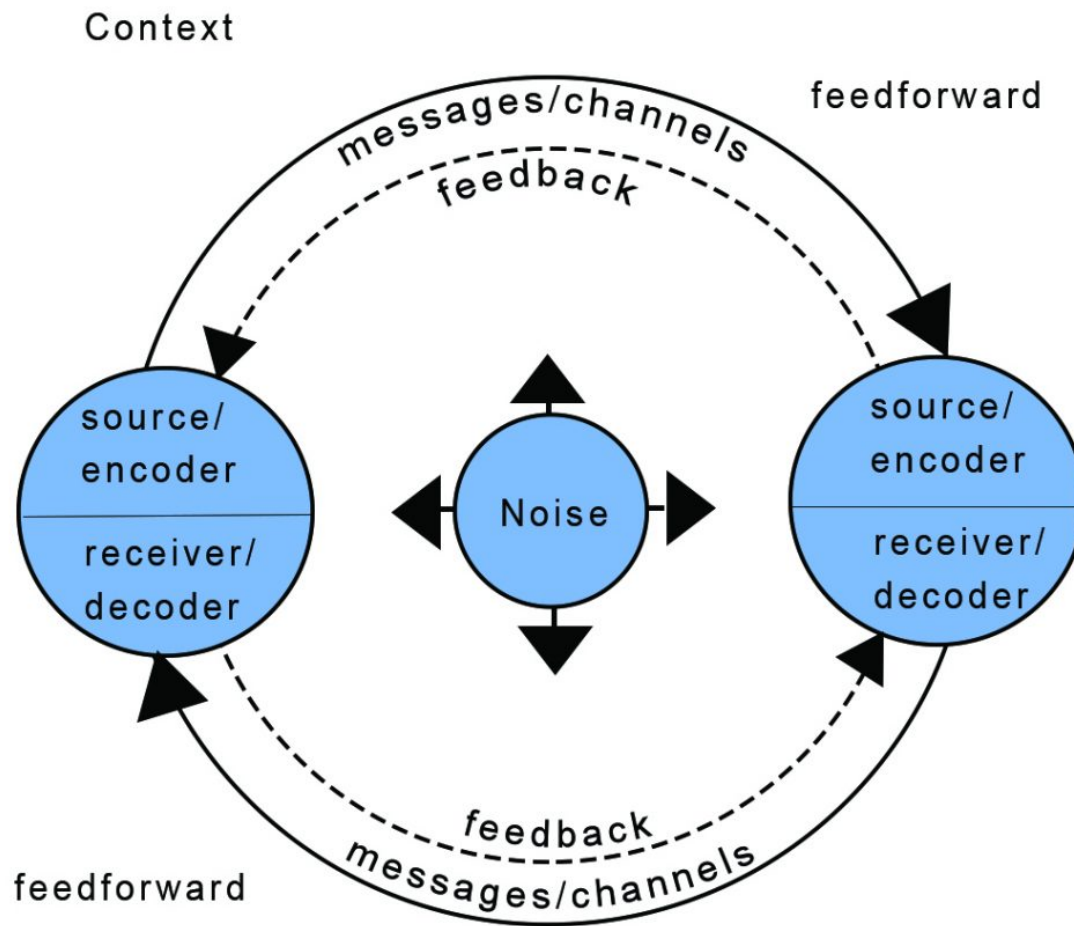 Context
feedforward
messages/channels
feedback
source/
encoder
receiver/
decoder
Noise
source/
encoder
receiver/
decoder
feedback
messages/channels
feedforward